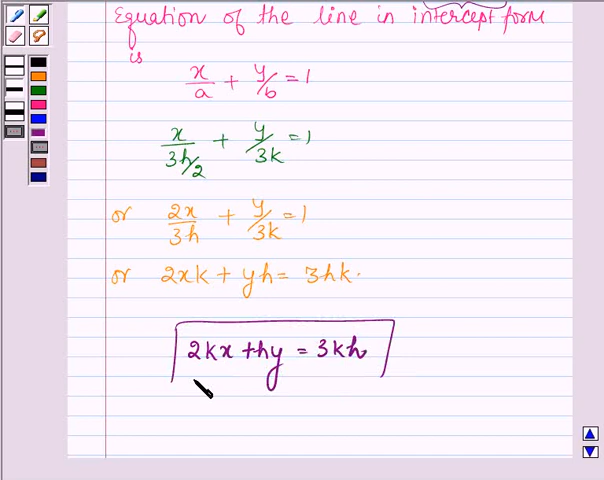 Equation of the line in intercept form
is
x/a + y/b = 1
x/(3h/2) + y/3k = 1
or 2x/3h + y/3k = 1
or 2xk + yh = 3hk.
2kx + hy = 3kh